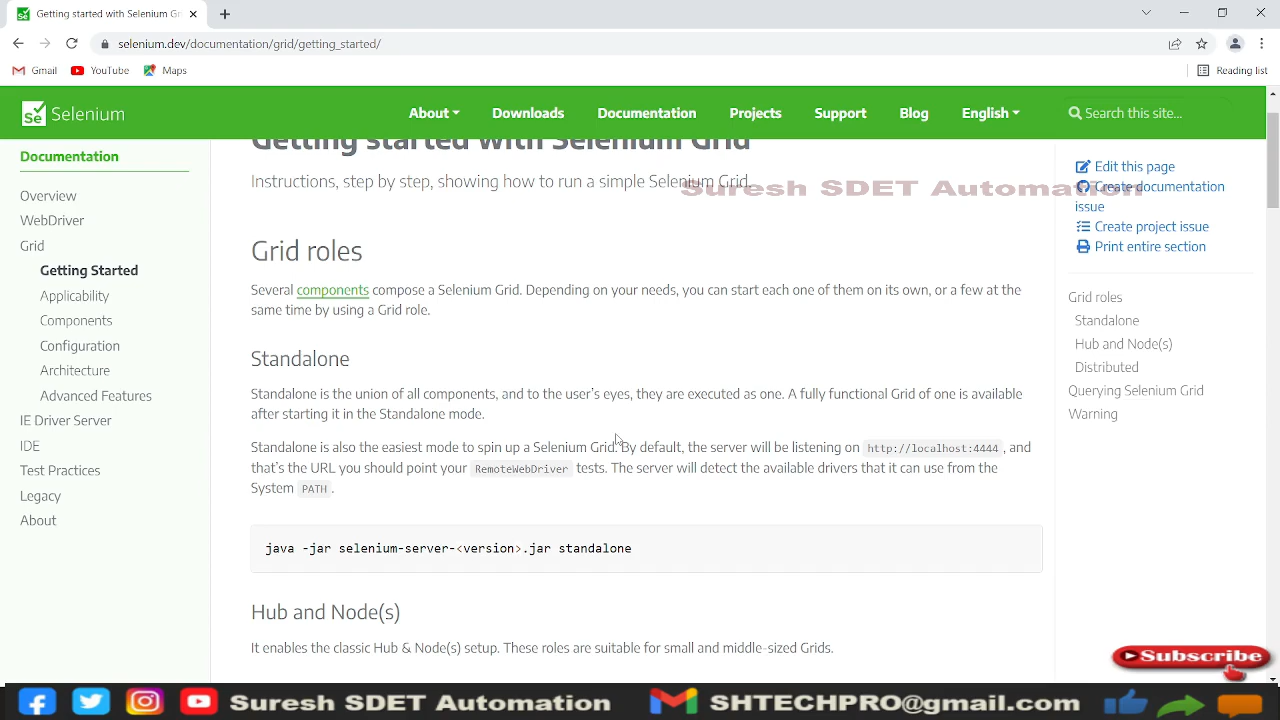 Getting started with Selenium Gr
selenium.dev/documentation/grid/getting_started/
Gmail YouTube Maps Reading list
Se Selenium About Downloads Documentation Projects Support Blog English Search this site...
Documentation
Overview
WebDriver
Grid
Getting Started
Applicability
Components
Configuration
Architecture
Advanced Features
IE Driver Server
IDE
Test Practices
Legacy
About
Getting started with Selenium Grid
Instructions, step by step, showing how to run a simple Selenium Grid.
Suresh SDET Automation
Grid roles
Several components compose a Selenium Grid. Depending on your needs, you can start each one of them on its own, or a few at the
same time by using a Grid role.
Standalone
Standalone is the union of all components, and to the user's eyes, they are executed as one. A fully functional Grid of one is available
after starting it in the Standalone mode.
Standalone is also the easiest mode to spin up a Selenium Grid. By default, the server will be listening on http://localhost:4444, and
that's the URL you should point your RemoteWebDriver tests. The server will detect the available drivers that it can use from the
System PATH.
java -jar selenium-server-<version>.jar standalone
Hub and Node(s)
It enables the classic Hub & Node(s) setup. These roles are suitable for small and middle-sized Grids.
Edit this page
Create documentation
issue
Create project issue
Print entire section
Grid roles
Standalone
Hub and Node(s)
Distributed
Querying Selenium Grid
Warning
Subscribe
Suresh SDET Automation SHTECHPRO@gmail.com